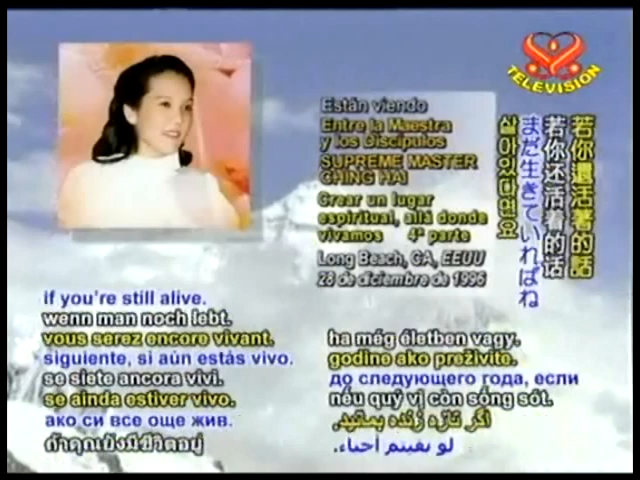 TELEVISION
Están viendo
Entre la Maestra
y los Discípulos
SUPREME MASTER
CHING HAI
Crear un lugar
espiritual, allá donde
vivamos 4ª parte
Long Beach, CA, EEUU
28 de diciembre de 1996
若你還活著的話
若你还活着的话
まだ生きていればね
살아있다면요
if you're still alive.
wenn man noch lebt.
vous serez encore vivant.
siguiente, si aún estás vivo.
se siete ancora vivi.
se ainda estiver vivo.
ако си все още жив.
ถ้าคุณยังมีชีวิตอยู่
ha még életben vagy.
godine ako preživite.
до следующего года, если
nếu quý vị còn sống sót.
اگر تازه زنده بمانید.
لو بقيتم أحياء.